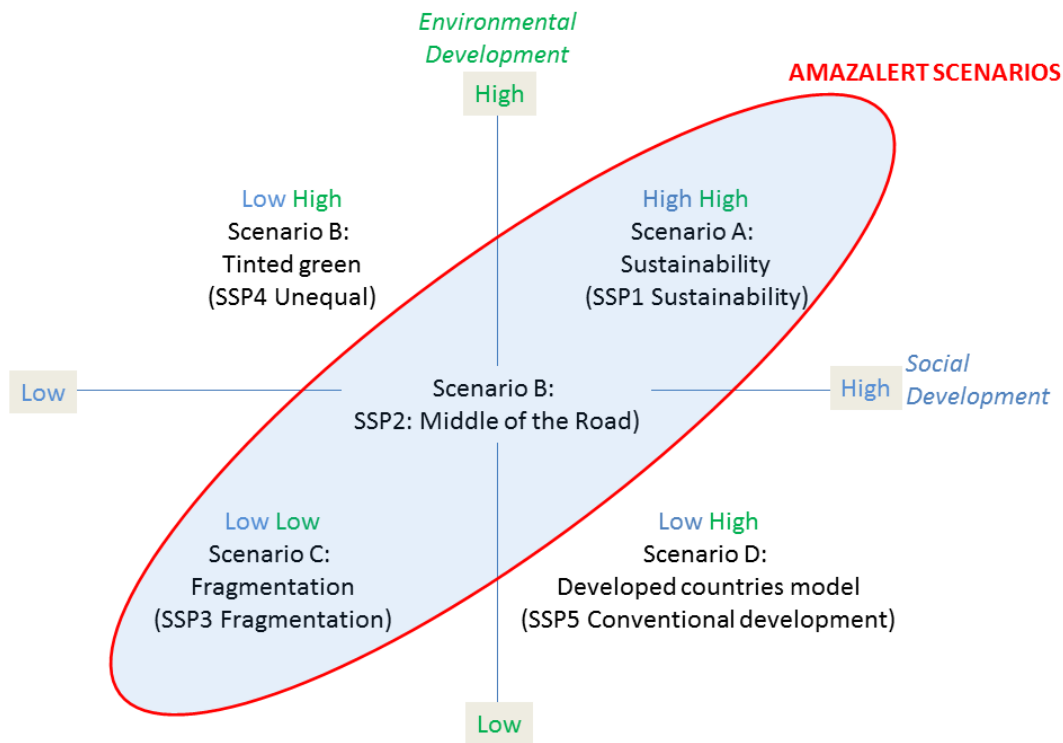 Environmental
Development
High
AMAZALERT SCENARIOS
Low High
Scenario B:
Tinted green
(SSP4 Unequal)
High High
Scenario A:
Sustainability
(SSP1 Sustainability)
Low
Scenario B:
SSP2: Middle of the Road)
High
Social
Development
Low Low
Scenario C:
Fragmentation
(SSP3 Fragmentation)
Low High
Scenario D:
Developed countries model
(SSP5 Conventional development)
Low